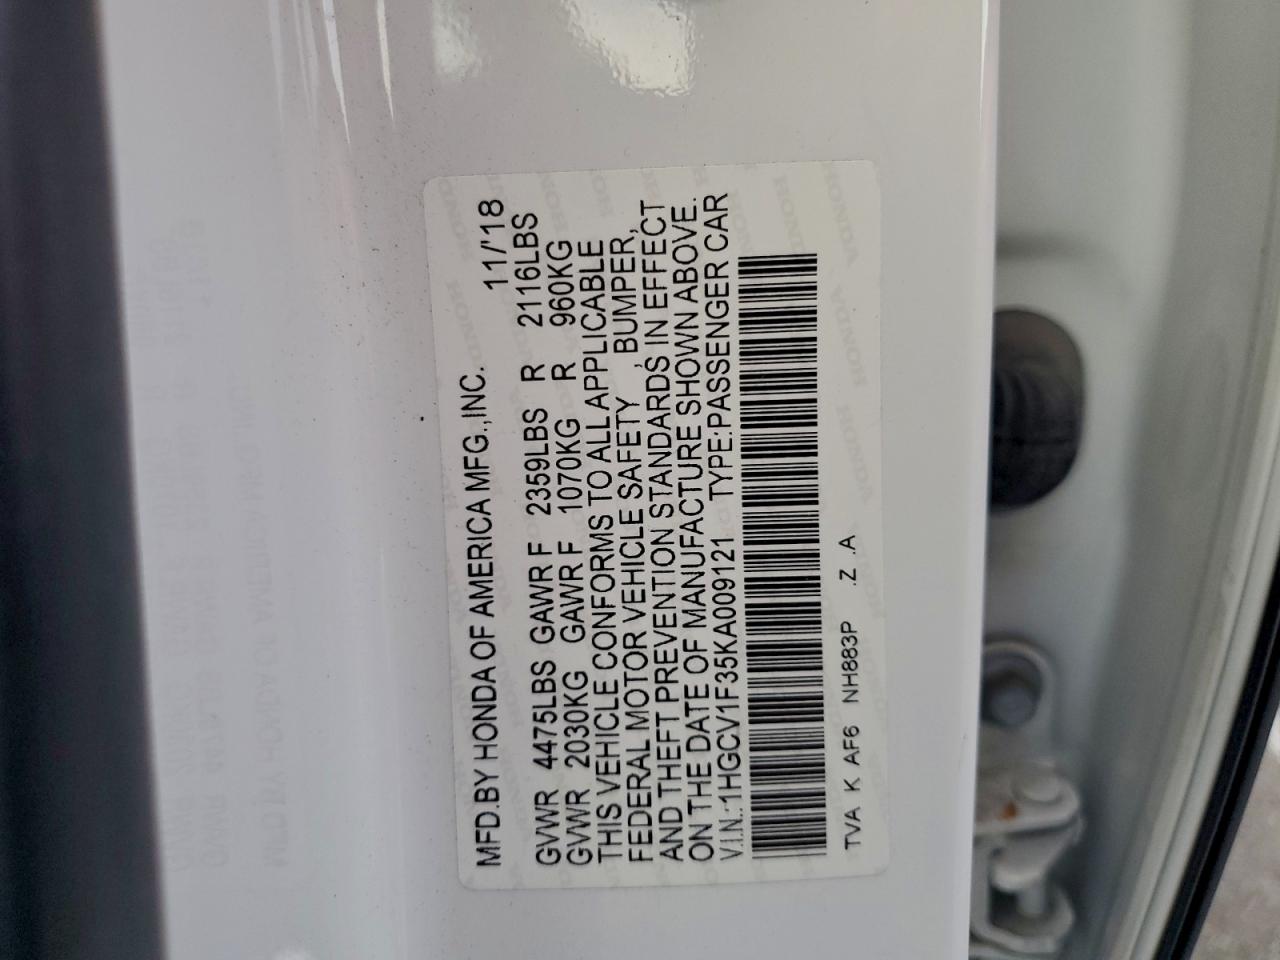 MFD.BY HONDA OF AMERICA MFG.,INC. 11/'18
GVWR 4475LBS GAWR F 2359LBS R 2116LBS
GVWR 2030KG GAWR F 1070KG R 960KG
THIS VEHICLE CONFORMS TO ALL APPLICABLE
FEDERAL MOTOR VEHICLE SAFETY , BUMPER,
AND THEFT PREVENTION STANDARDS IN EFFECT
ON THE DATE OF MANUFACTURE SHOWN ABOVE.
V.I.N.:1HGCV1F35KA009121 TYPE:PASSENGER CAR
TVA K AF6 NH883P .Z .A